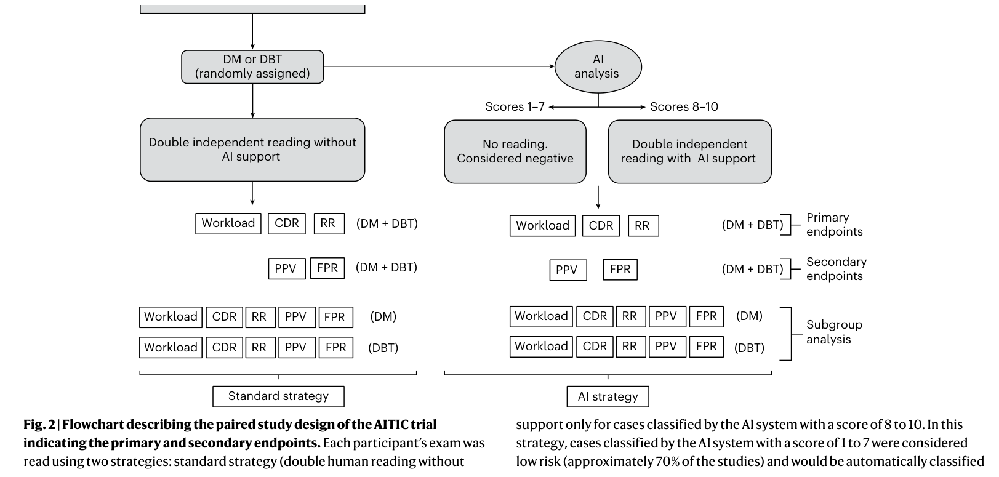 DM or DBT
(randomly assigned)
AI
analysis
Scores 1–7
Scores 8–10
Double independent reading without
AI support
No reading.
Considered negative
Double independent
reading with AI support
Workload CDR RR (DM + DBT)
Workload CDR RR (DM + DBT)
Primary
endpoints
PPV FPR (DM + DBT)
PPV FPR (DM + DBT)
Secondary
endpoints
Workload CDR RR PPV FPR (DM)
Workload CDR RR PPV FPR (DBT)
Workload CDR RR PPV FPR (DM)
Workload CDR RR PPV FPR (DBT)
Subgroup
analysis
Standard strategy
AI strategy
Fig. 2 | Flowchart describing the paired study design of the AITIC trial
indicating the primary and secondary endpoints. Each participant’s exam was
read using two strategies: standard strategy (double human reading without
support only for cases classified by the AI system with a score of 8 to 10. In this
strategy, cases classified by the AI system with a score of 1 to 7 were considered
low risk (approximately 70% of the studies) and would be automatically classified